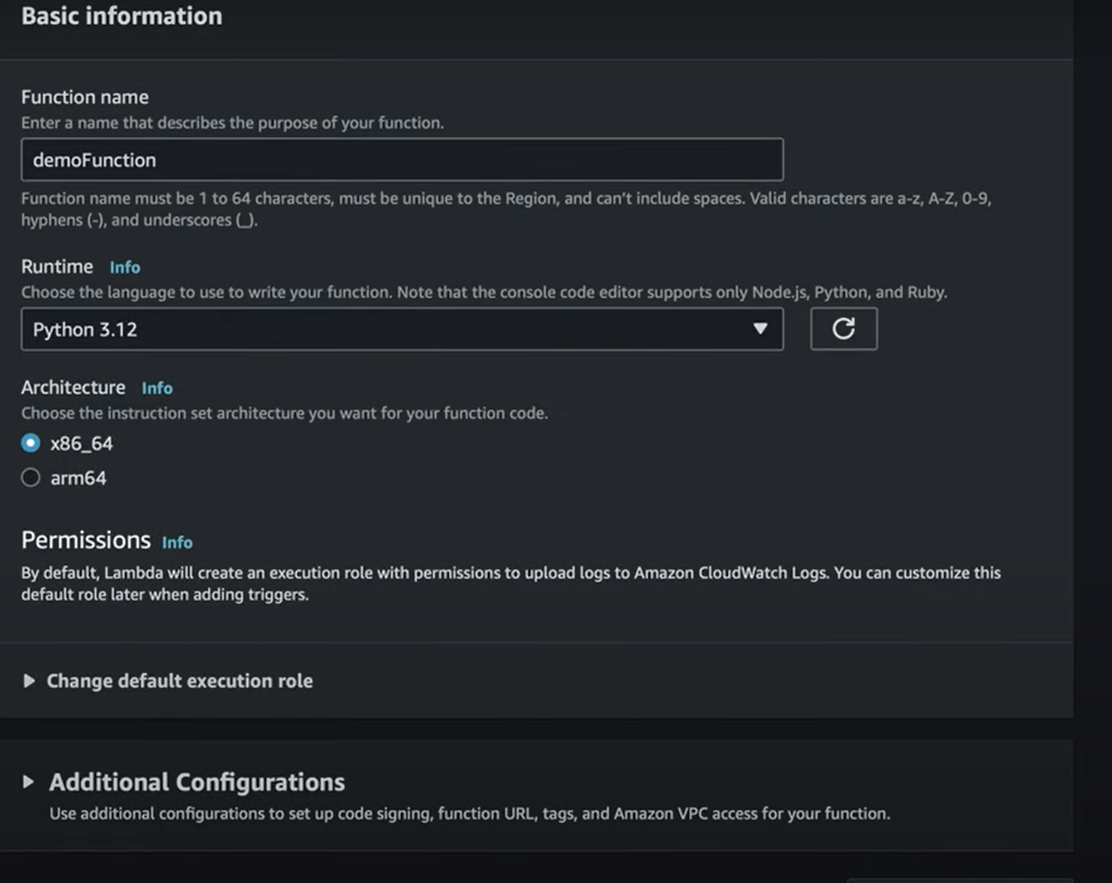 Basic information
Function name
Enter a name that describes the purpose of your function.
demoFunction
Function name must be 1 to 64 characters, must be unique to the Region, and can't include spaces. Valid characters are a-z, A-Z, 0-9,
hyphens (-), and underscores (_).
Runtime Info
Choose the language to use to write your function. Note that the console code editor supports only Node.js, Python, and Ruby.
Python 3.12
Architecture Info
Choose the instruction set architecture you want for your function code.
x86_64
arm64
Permissions Info
By default, Lambda will create an execution role with permissions to upload logs to Amazon CloudWatch Logs. You can customize this
default role later when adding triggers.
Change default execution role
Additional Configurations
Use additional configurations to set up code signing, function URL, tags, and Amazon VPC access for your function.